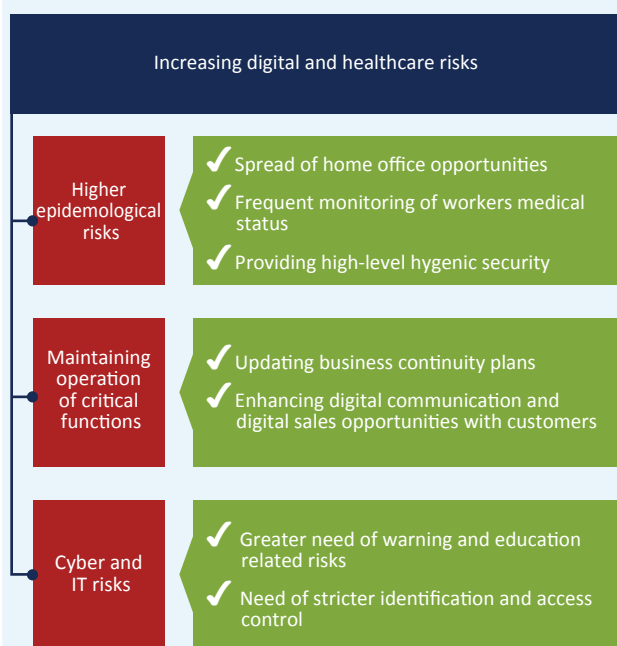 Increasing digital and healthcare risks
Higher
epidemological
risks
Spread of home office opportunities
Frequent monitoring of workers medical
status
Providing high-level hygenic security
Maintaining
operation
of critical
functions
Updating business continuity plans
Enhancing digital communication and
digital sales opportunities with customers
Cyber and
IT risks
Greater need of warning and education
related risks
Need of stricter identification and access
control